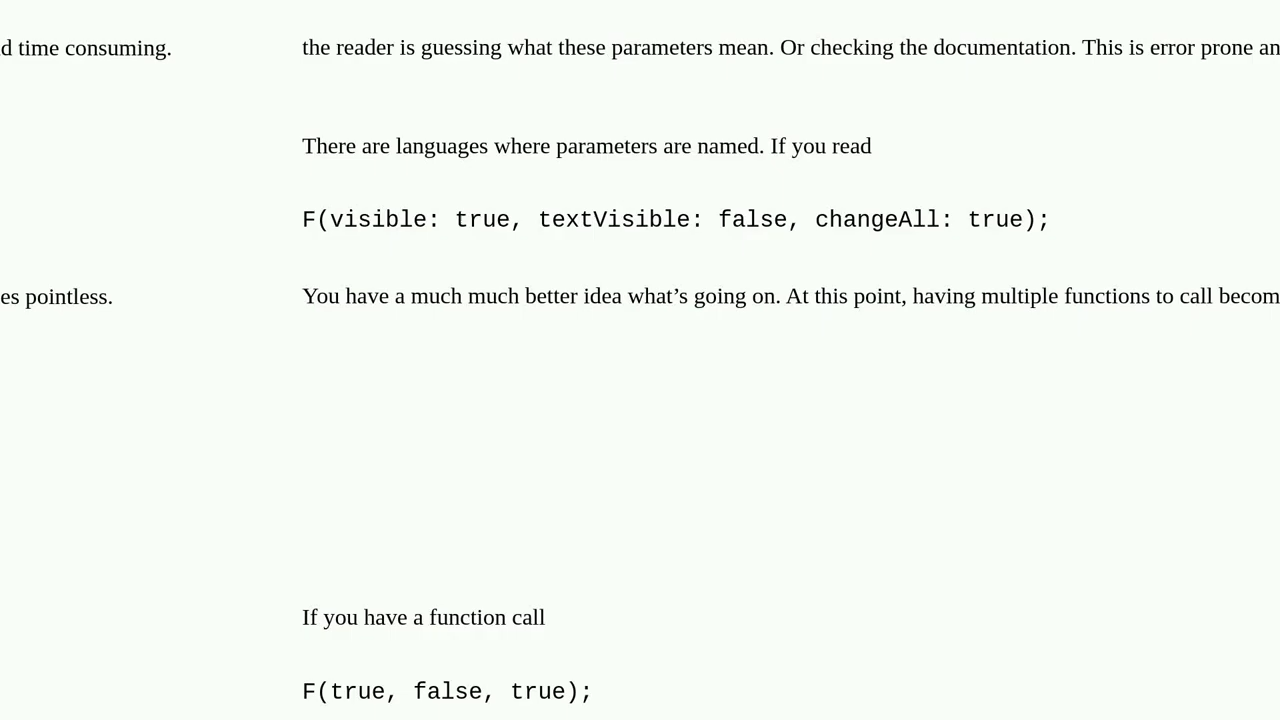 d time consuming.
the reader is guessing what these parameters mean. Or checking the documentation. This is error prone an
There are languages where parameters are named. If you read
F(visible: true, textVisible: false, changeAll: true);
es pointless.
You have a much much better idea what’s going on. At this point, having multiple functions to call becom
If you have a function call
F(true, false, true);